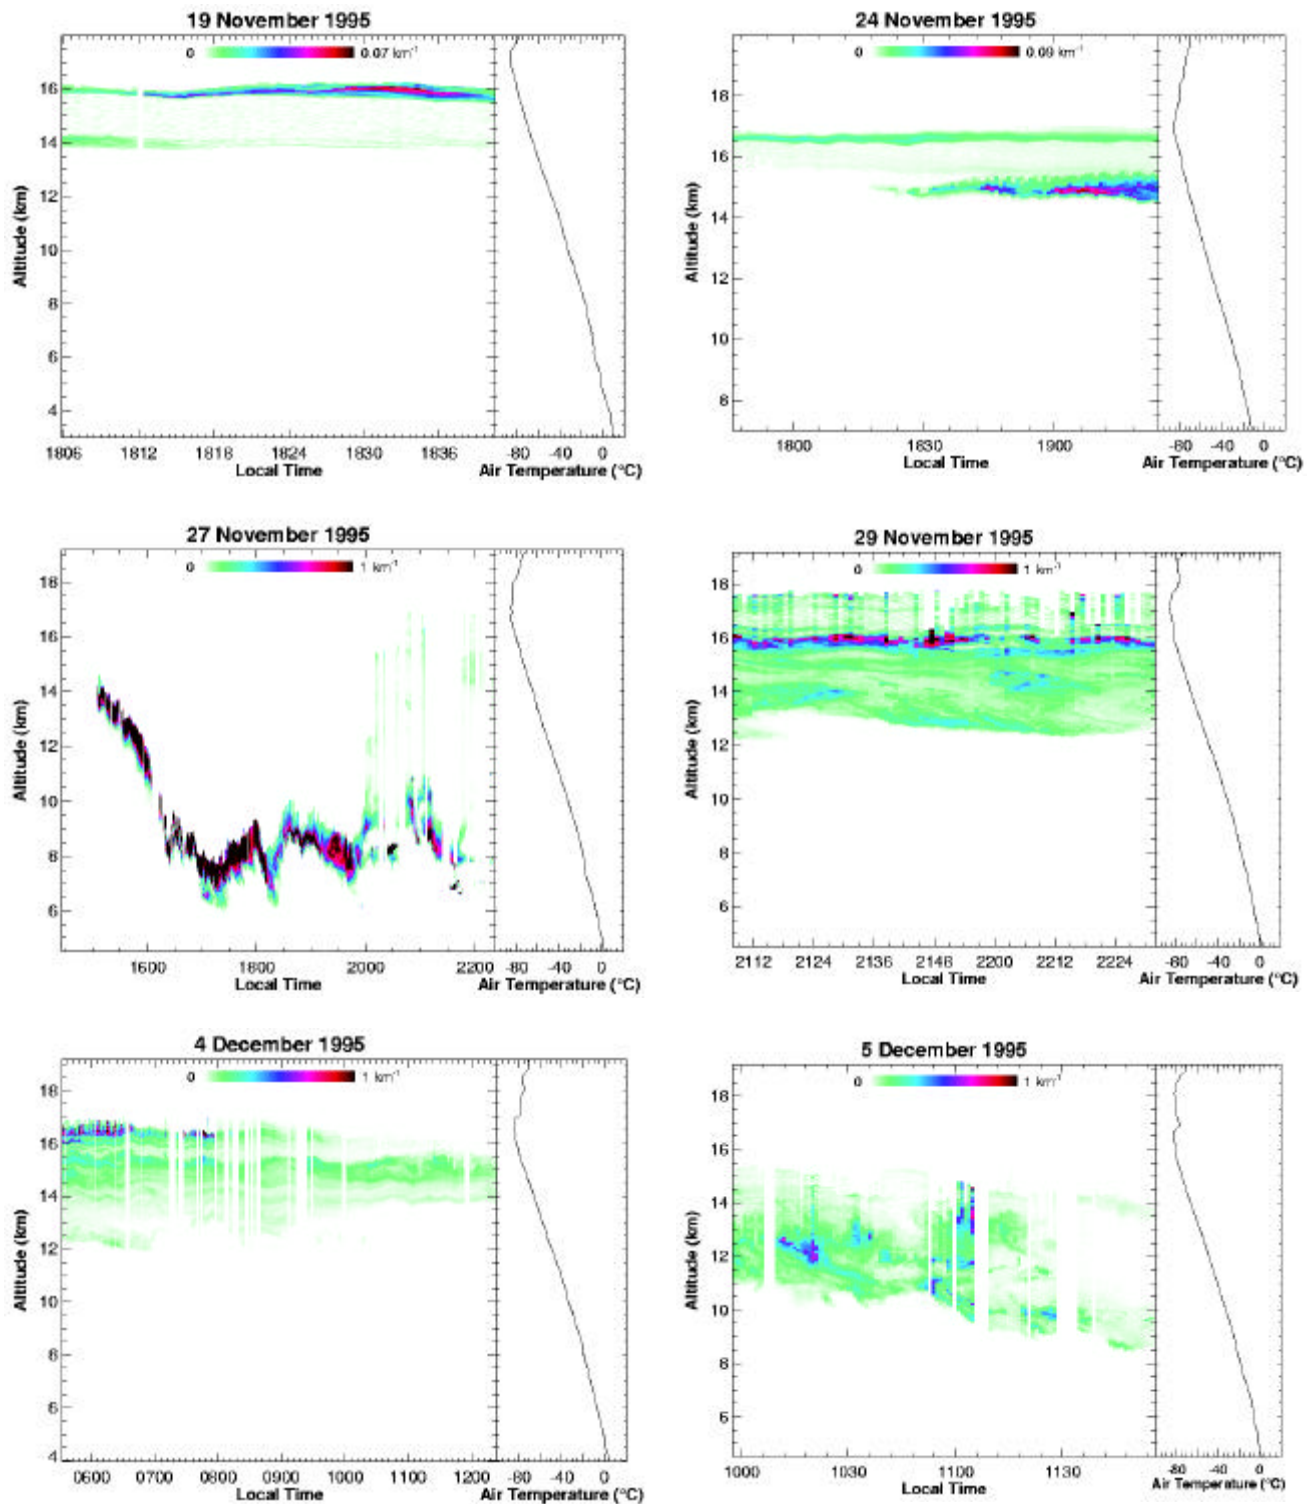 19 November 1995
0 0.07 km⁻¹
16
14
12
10
8
6
4
Altitude (km)
1806 1812 1818 1824 1830 1836
Local Time
-80 -40 0
Air Temperature (°C)
24 November 1995
0 0.09 km⁻¹
18
16
14
12
10
8
Altitude (km)
1800 1830 1900
Local Time
-80 -40 0
Air Temperature (°C)
27 November 1995
0 1 km⁻¹
18
16
14
12
10
8
6
Altitude (km)
1600 1800 2000 2200
Local Time
-80 -40 0
Air Temperature (°C)
29 November 1995
0 1 km⁻¹
18
16
14
12
10
8
6
Altitude (km)
2112 2124 2136 2148 2200 2212 2224
Local Time
-80 -40 0
Air Temperature (°C)
4 December 1995
0 1 km⁻¹
18
16
14
12
10
8
6
4
Altitude (km)
0600 0700 0800 0900 1000 1100 1200
Local Time
-80 -40 0
Air Temperature (°C)
5 December 1995
0 1 km⁻¹
18
16
14
12
10
8
6
Altitude (km)
1000 1030 1100 1130
Local Time
-80 -40 0
Air Temperature (°C)